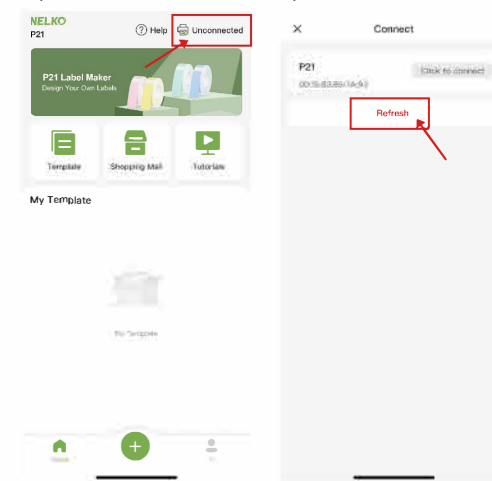 NELKO
P21
Help
Unconnected
P21 Label Maker
Design Your Own Labels
Template
Shopping Mall
Tutorials
My Template
No Template
Connect
P21
Click to connect
Refresh